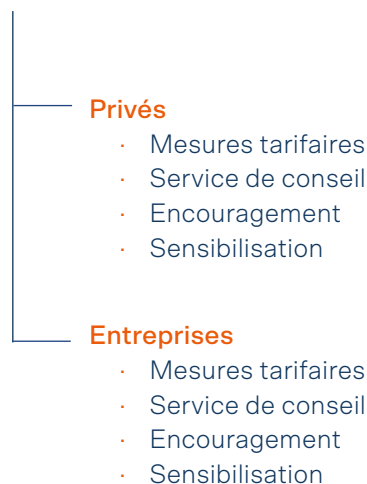 Privés
· Mesures tarifaires
· Service de conseil
· Encouragement
· Sensibilisation
Entreprises
· Mesures tarifaires
· Service de conseil
· Encouragement
· Sensibilisation